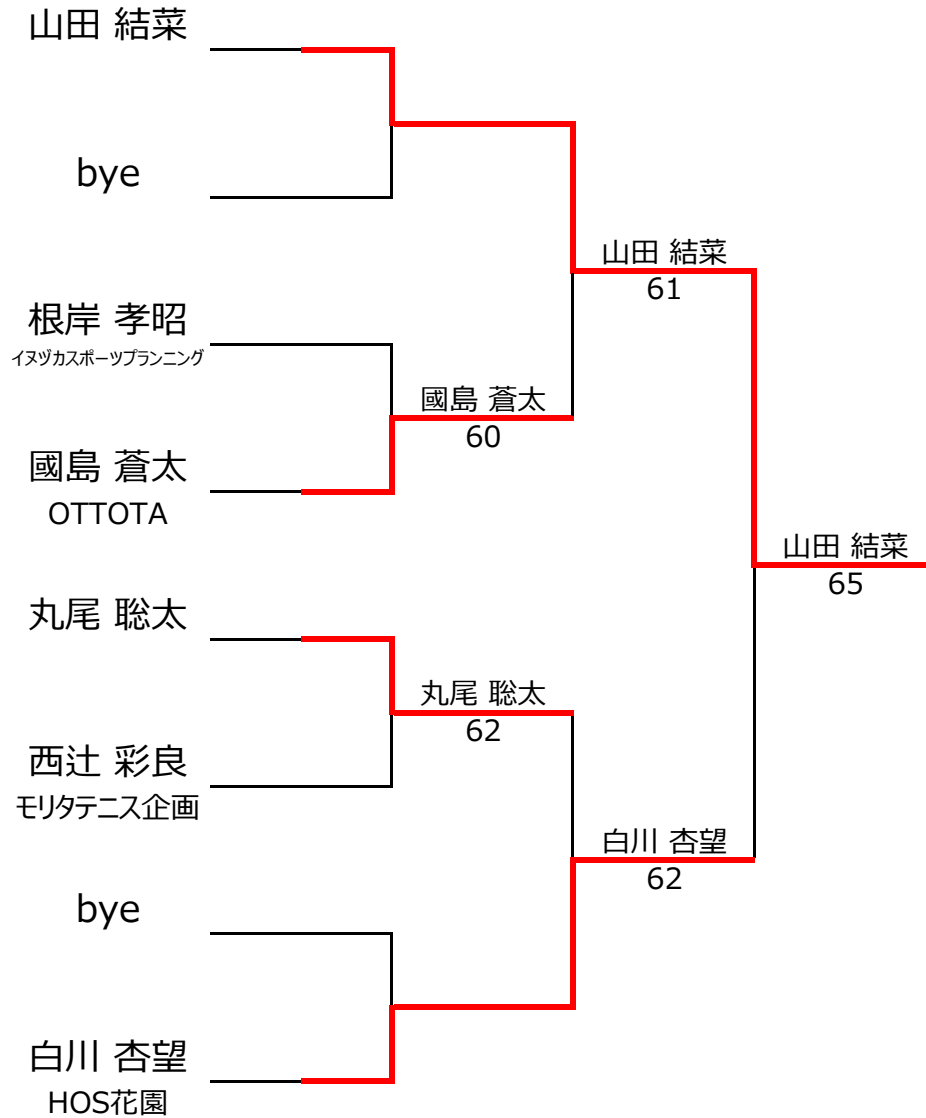 山田 結菜
bye
根岸 孝昭
イヌヅカスポーツプランニング
國島 蒼太
OTTOTA
丸尾 聡太
西辻 彩良
モリタテニス企画
bye
白川 杏望
HOS花園
國島 蒼太
60
丸尾 聡太
62
山田 結菜
61
白川 杏望
62
山田 結菜
65